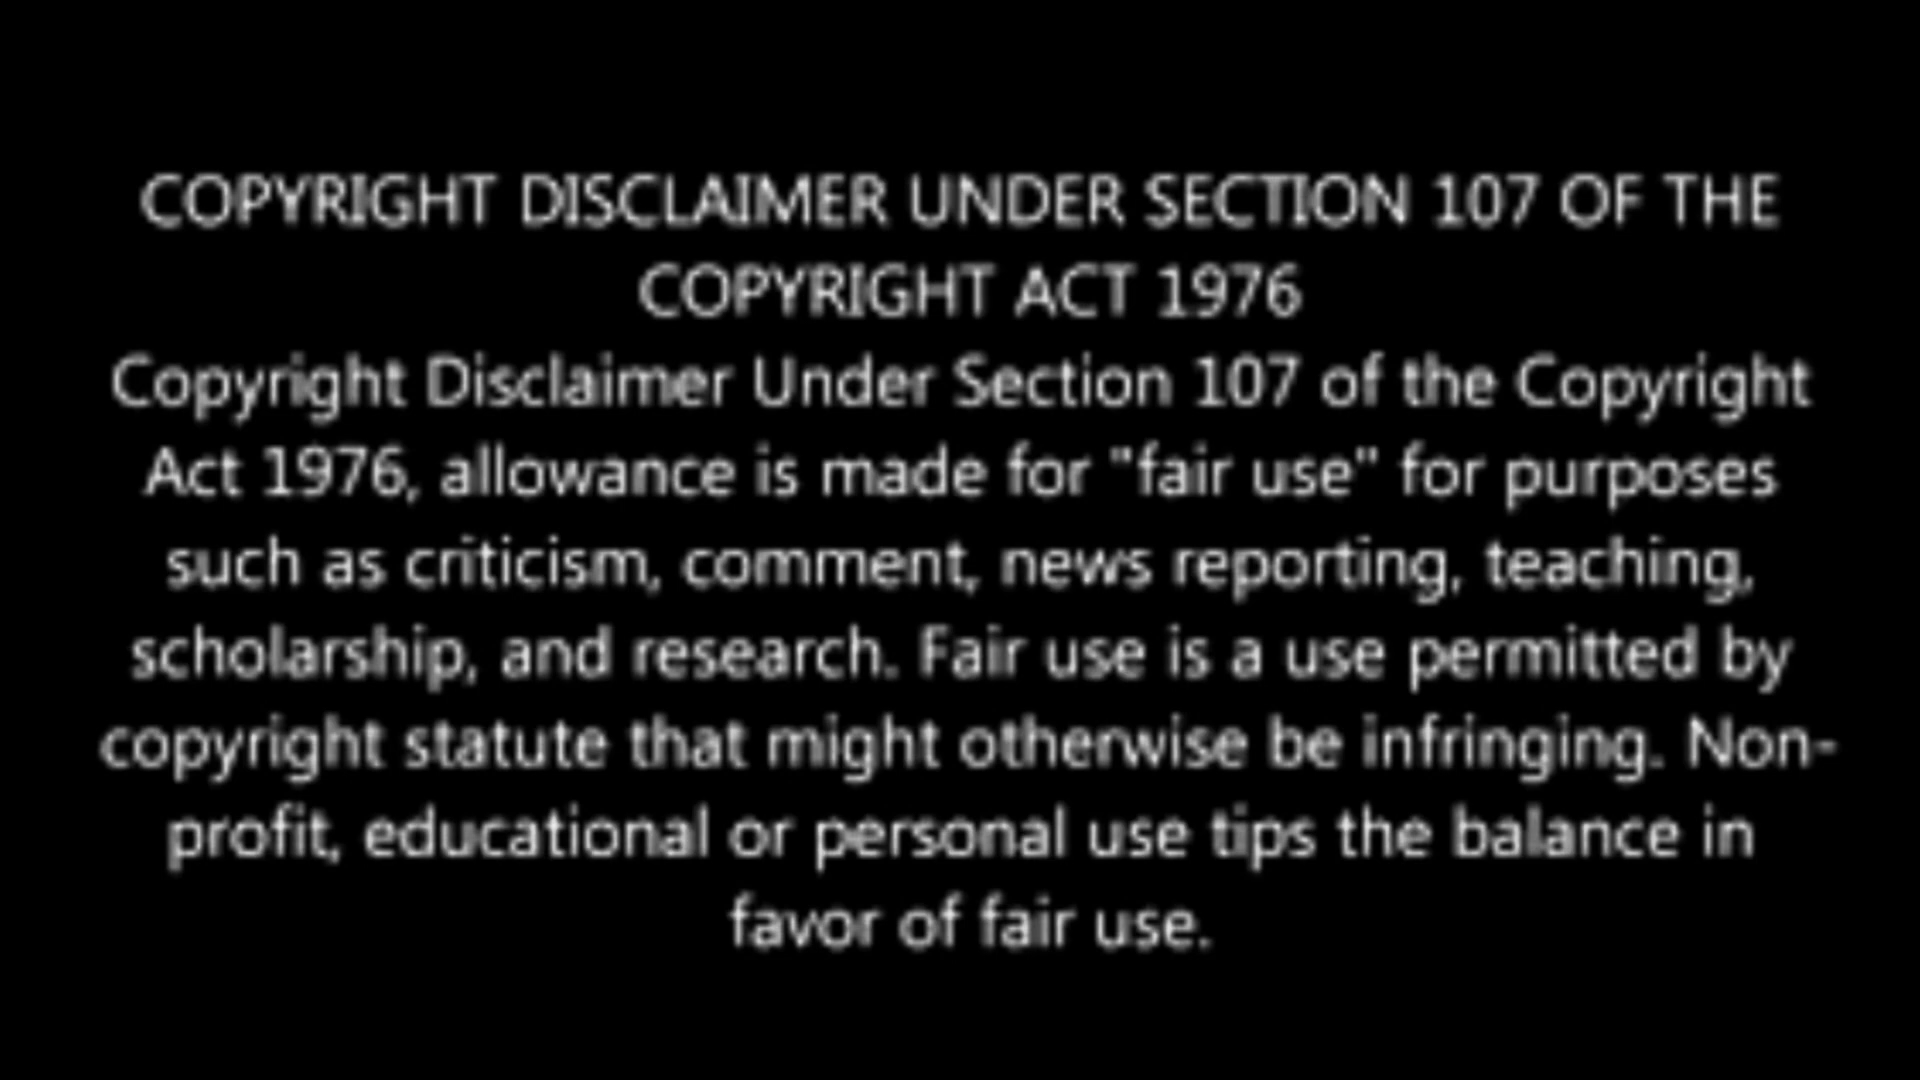 COPYRIGHT DISCLAIMER UNDER SECTION 107 OF THE
COPYRIGHT ACT 1976
Copyright Disclaimer Under Section 107 of the Copyright
Act 1976, allowance is made for "fair use" for purposes
such as criticism, comment, news reporting, teaching,
scholarship, and research. Fair use is a use permitted by
copyright statute that might otherwise be infringing. Non-
profit, educational or personal use tips the balance in
favor of fair use.